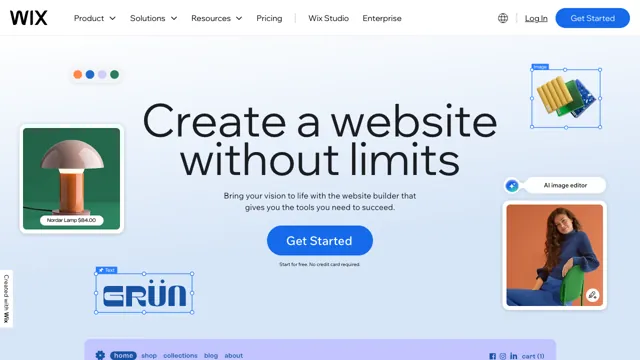 WIX
Product
Solutions
Resources
Pricing
Wix Studio
Enterprise
Log In
Get Started
Image
Create a website
without limits
Nordar Lamp $84.00
Bring your vision to life with the website builder that
gives you the tools you need to succeed.
AI image editor
Get Started
Start for free. No credit card required.
Text
GRÜN
Created with Wix
home
shop
collections
blog
about
cart (1)